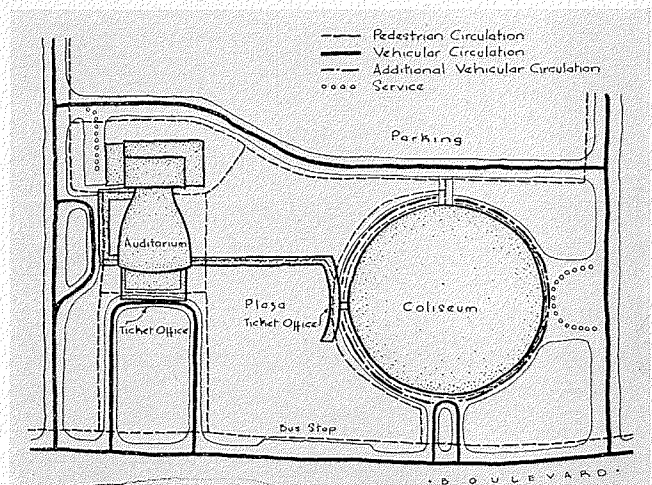 Pedestrian Circulation
Vehicular Circulation
Additional Vehicular Circulation
Service
Parking
Auditorium
Plaza
Ticket Office
Coliseum
Ticket Office
Bus Stop
·BOULEVARD·